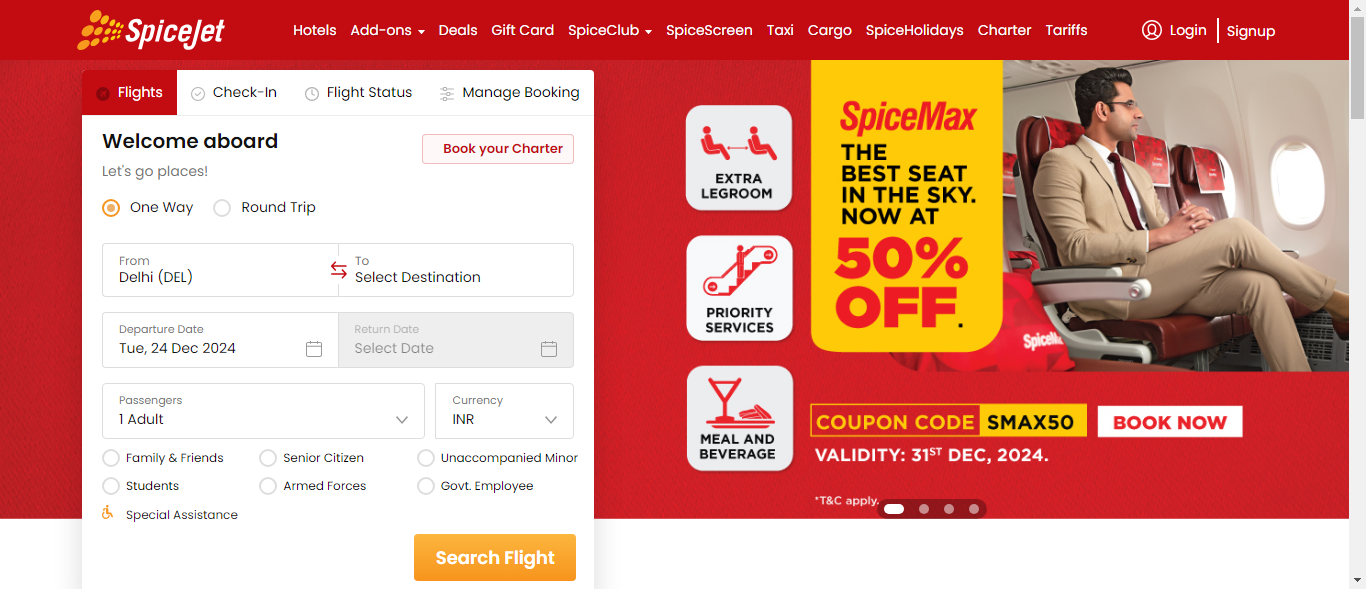 SpiceJet
Hotels Add-ons Deals Gift Card SpiceClub SpiceScreen Taxi Cargo SpiceHolidays Charter Tariffs
Login Signup
Flights Check-In Flight Status Manage Booking
Welcome aboard
Book your Charter
Let's go places!
One Way Round Trip
From
Delhi (DEL)
To
Select Destination
Departure Date
Tue, 24 Dec 2024
Return Date
Select Date
Passengers
1 Adult
Currency
INR
Family & Friends Senior Citizen Unaccompanied Minor
Students Armed Forces Govt. Employee
Special Assistance
Search Flight
EXTRA
LEGROOM
PRIORITY
SERVICES
MEAL AND
BEVERAGE
SpiceMax
THE
BEST SEAT
IN THE SKY.
NOW AT
50%
OFF.
COUPON CODE SMAX50
BOOK NOW
VALIDITY: 31ST DEC, 2024.
*T&C apply.